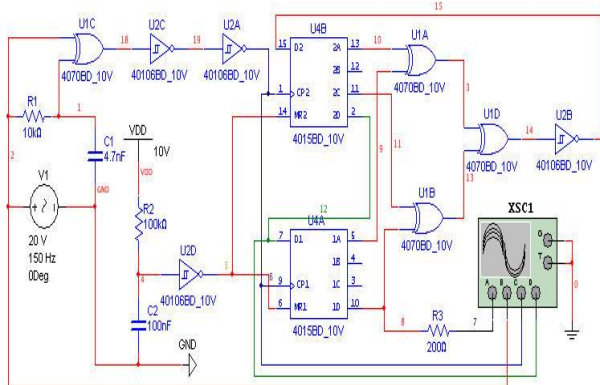 15
U1C
U2C
U2A
U4B
18
19
4070BD_10V
40106BD_10V
40106BD_10V
15
D2
2A
13
10
U1A
2B
12
1
CP2
2C
11
4070BD_10V
14
MR2
2D
2
4015BD_10V
3
U1D
U2B
14
4070BD_10V
40106BD_10V
R1
10kΩ
1
C1
4.7nF
GND
VDD
10V
VDD
2
V1
20 V
150 Hz
0Deg
R2
100kΩ
9
11
13
12
U1B
4070BD_10V
U4A
7
D1
1A
5
1B
4
9
CP1
1C
3
6
MR1
1D
10
4015BD_10V
U2D
4
5
6
40106BD_10V
C2
100nF
GND
8
R3
200Ω
7
XSC1
G
T
A
B
C
D
0